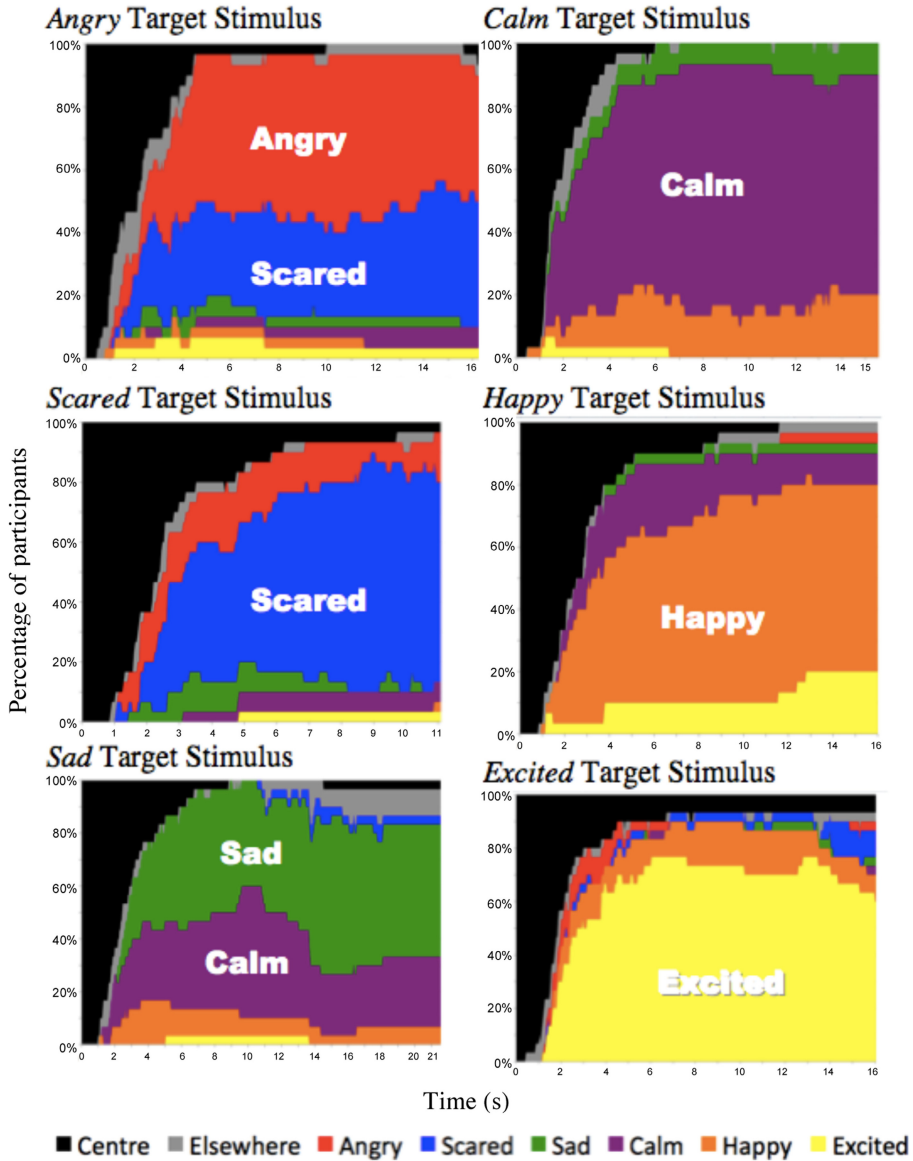 Angry Target Stimulus
100%
80%
60%
40%
20%
0%
0 2 4 6 8 10 12 14 16
Angry
Scared
Calm Target Stimulus
100%
80%
60%
40%
20%
0%
0 2 4 6 8 10 12 14 15
Calm
Scared Target Stimulus
100%
80%
60%
40%
20%
0%
0 1 2 3 4 5 6 7 8 9 10 11
Scared
Happy Target Stimulus
100%
80%
60%
40%
20%
0%
0 2 4 6 8 10 12 14 16
Happy
Sad Target Stimulus
100%
80%
60%
40%
20%
0%
0 2 4 6 8 10 12 14 16 18 20 21
Sad
Calm
Excited Target Stimulus
100%
80%
60%
40%
20%
0%
0 2 4 6 8 10 12 14 16
Excited
Percentage of participants
Time (s)
Centre Elsewhere Angry Scared Sad Calm Happy Excited